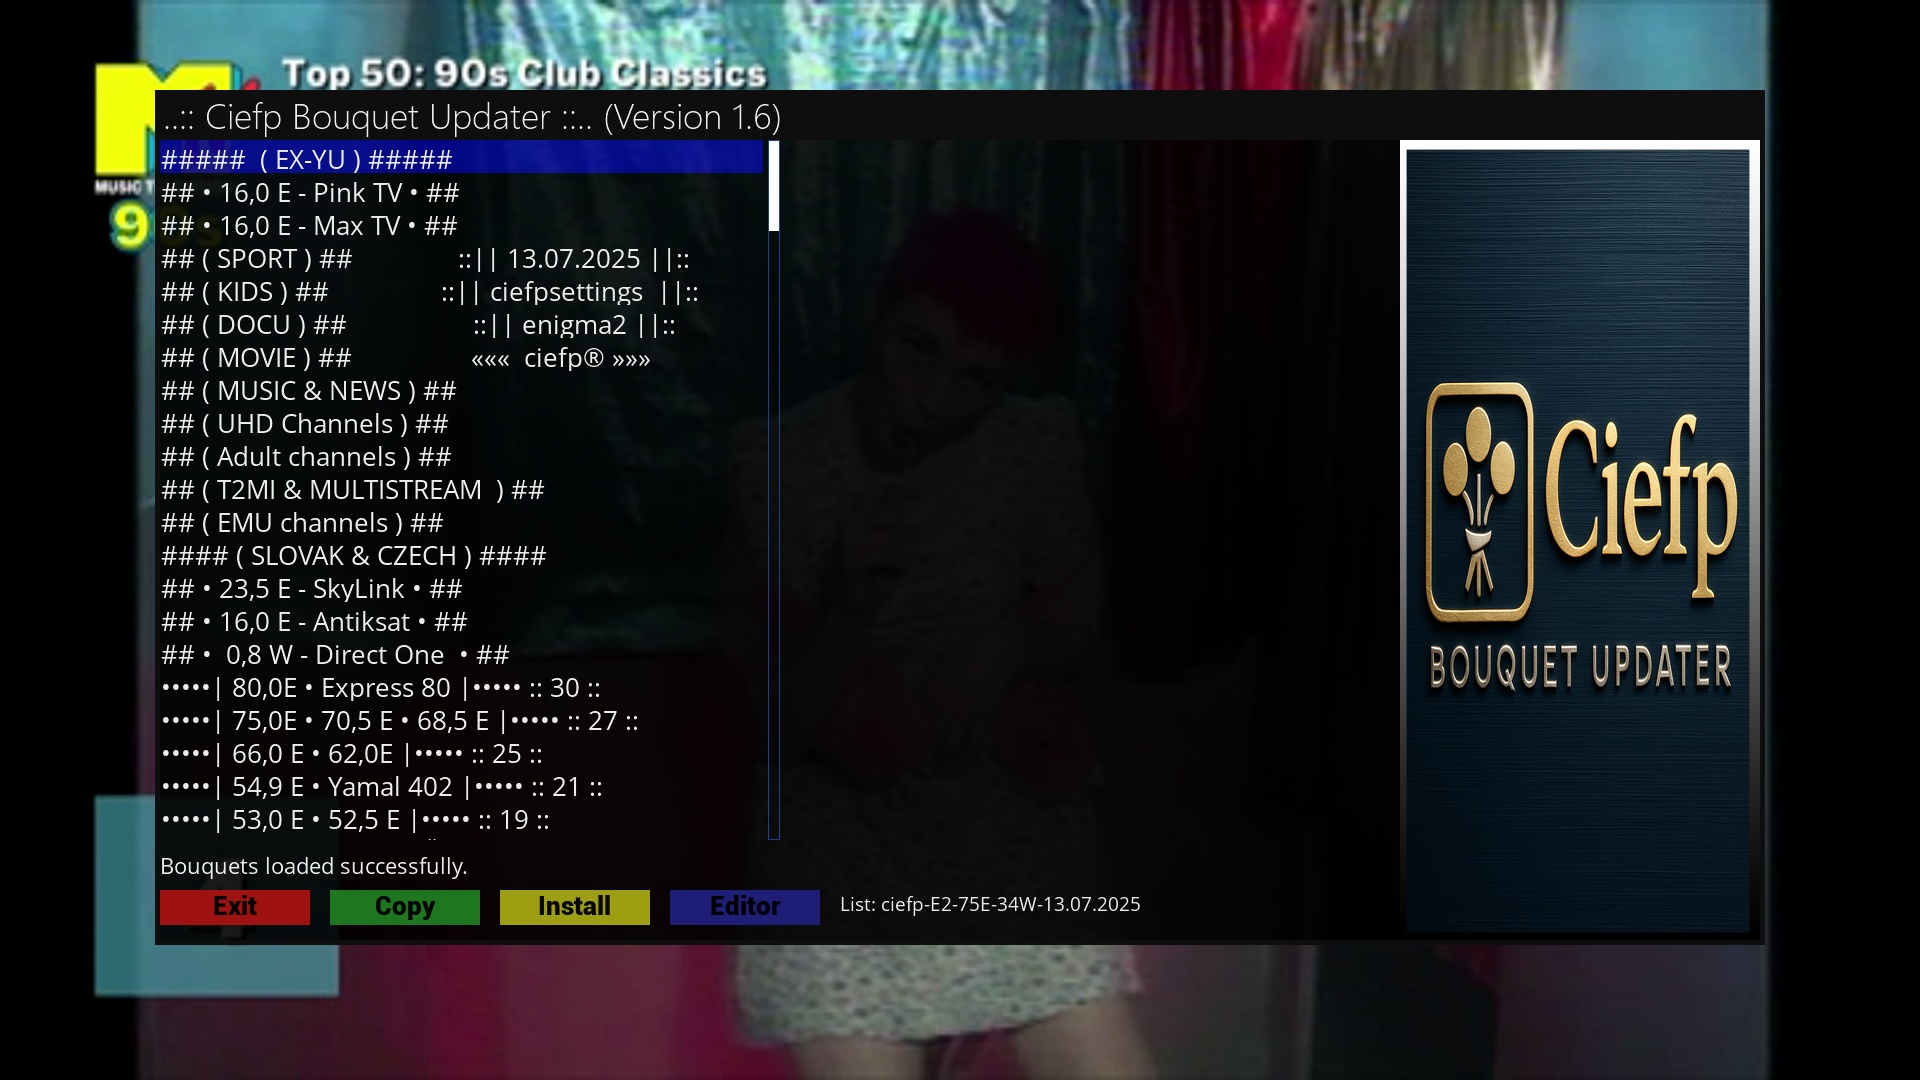 Top 50: 90s Club Classics
MUSIC T
9
..:: Ciefp Bouquet Updater ::.. (Version 1.6)
##### ( EX-YU ) #####
## • 16,0 E - Pink TV • ##
## • 16,0 E - Max TV • ##
## ( SPORT ) ## ::|| 13.07.2025 ||::
## ( KIDS ) ## ::|| ciefpsettings ||::
## ( DOCU ) ## ::|| enigma2 ||::
## ( MOVIE ) ## ««« ciefp® »»»
## ( MUSIC & NEWS ) ##
## ( UHD Channels ) ##
## ( Adult channels ) ##
## ( T2MI & MULTISTREAM ) ##
## ( EMU channels ) ##
#### ( SLOVAK & CZECH ) ####
## • 23,5 E - SkyLink • ##
## • 16,0 E - Antiksat • ##
## • 0,8 W - Direct One • ##
•••••| 80,0E • Express 80 |••••• :: 30 ::
•••••| 75,0E • 70,5 E • 68,5 E |••••• :: 27 ::
•••••| 66,0 E • 62,0E |••••• :: 25 ::
•••••| 54,9 E • Yamal 402 |••••• :: 21 ::
•••••| 53,0 E • 52,5 E |••••• :: 19 ::
Ciefp
BOUQUET UPDATER
Bouquets loaded successfully.
Exit
Copy
Install
Editor
List: ciefp-E2-75E-34W-13.07.2025